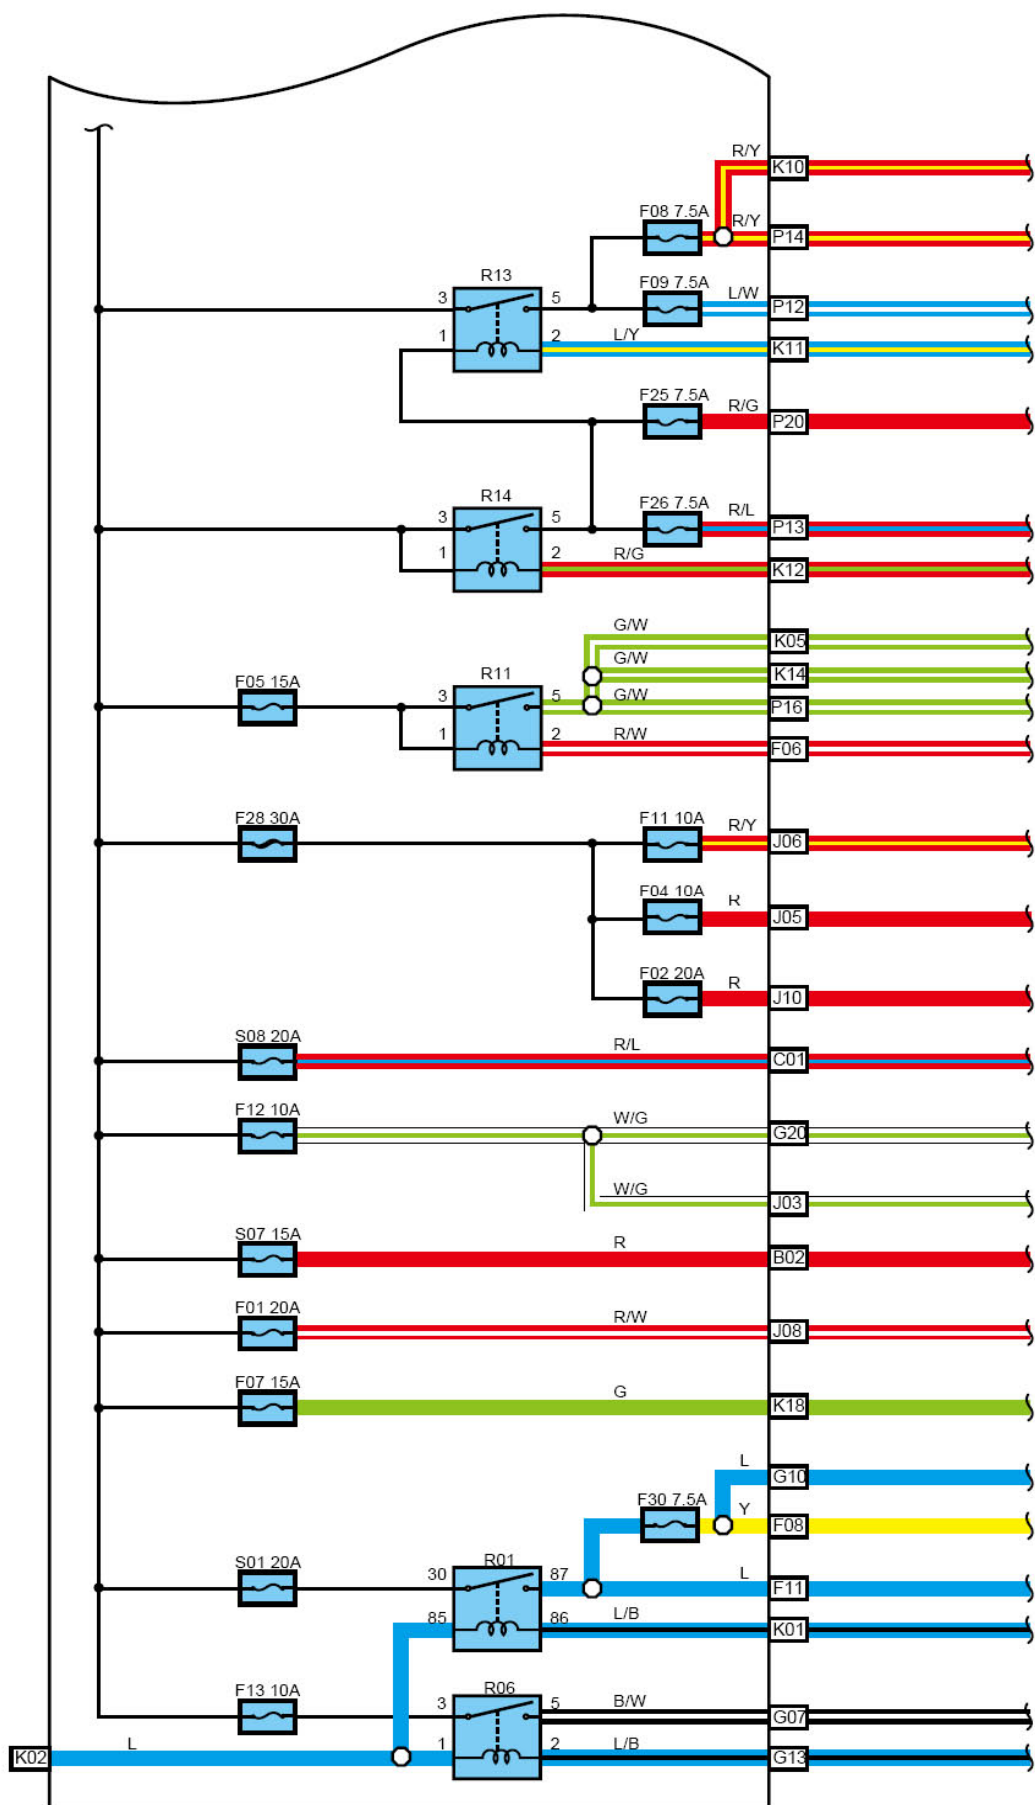 R/Y
K10
F08 7.5A
R/Y
P14
R13
F09 7.5A
L/W
3
5
P12
1
2
L/Y
K11
F25 7.5A
R/G
P20
R14
F26 7.5A
R/L
3
5
P13
1
2
R/G
K12
G/W
K05
G/W
K14
F05 15A
R11
3
5
G/W
P16
1
2
R/W
F06
F28 30A
F11 10A
R/Y
J06
F04 10A
R
J05
F02 20A
R
J10
S08 20A
R/L
C01
F12 10A
W/G
G20
W/G
J03
S07 15A
R
B02
F01 20A
R/W
J08
F07 15A
G
K18
L
G10
F30 7.5A
Y
F08
S01 20A
R01
30
87
L
F11
85
86
L/B
K01
F13 10A
R06
3
5
B/W
G07
K02
L
1
2
L/B
G13